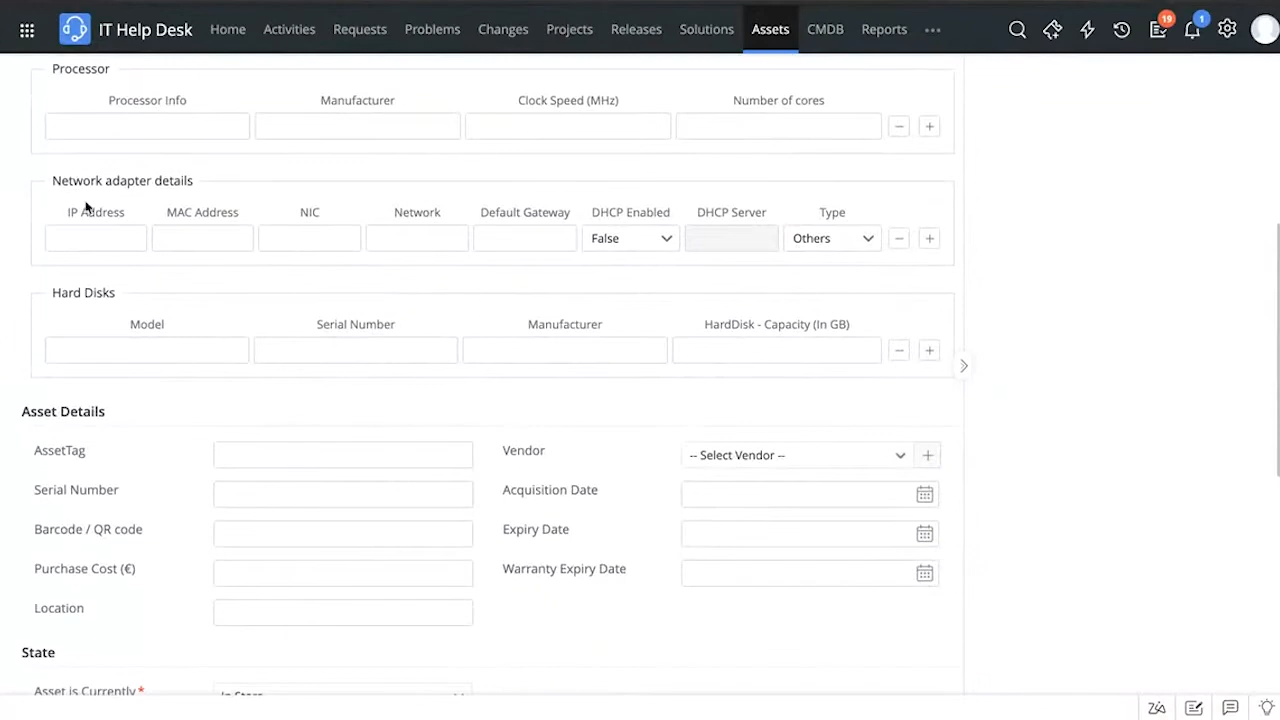 IT Help Desk Home Activities Requests Problems Changes Projects Releases Solutions Assets CMDB Reports 19 1
Processor
Processor Info Manufacturer Clock Speed (MHz) Number of cores
Network adapter details
IP Address MAC Address NIC Network Default Gateway DHCP Enabled DHCP Server Type
False Others
Hard Disks
Model Serial Number Manufacturer HardDisk - Capacity (In GB)
Asset Details
AssetTag Vendor -- Select Vendor --
Serial Number Acquisition Date
Barcode / QR code Expiry Date
Purchase Cost (€) Warranty Expiry Date
Location
State
Asset is Currently * In Store